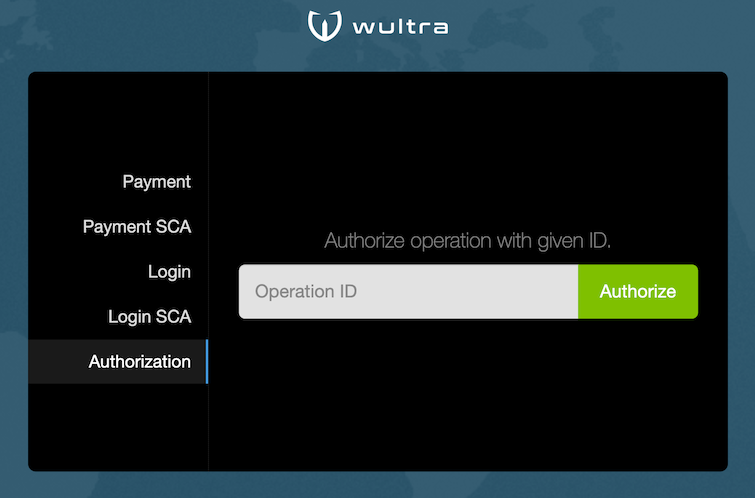 wultra
Payment
Payment SCA
Login
Login SCA
Authorization
Authorize operation with given ID.
Operation ID
Authorize